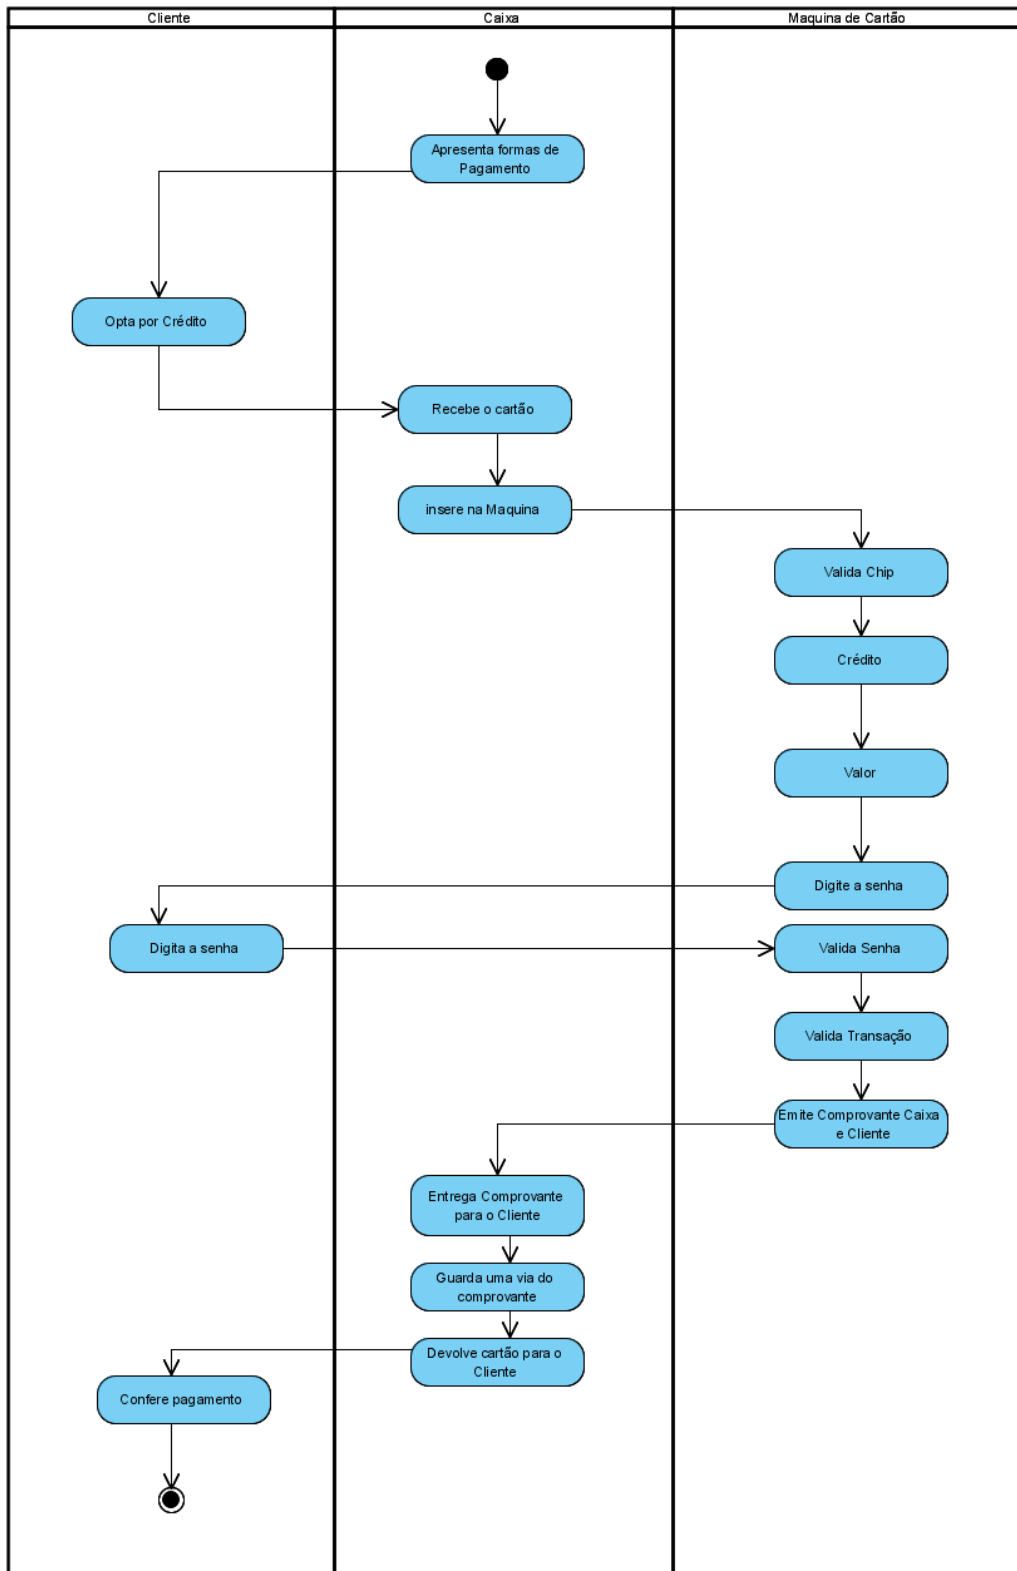 Cliente
Caixa
Maquina de Cartão
Apresenta formas de
Pagamento
Opta por Crédito
Recebe o cartão
insere na Maquina
Valida Chip
Crédito
Valor
Digite a senha
Digita a senha
Valida Senha
Valida Transação
Emite Comprovante Caixa
e Cliente
Entrega Comprovante
para o Cliente
Guarda uma via do
comprovante
Devolve cartão para o
Cliente
Confere pagamento